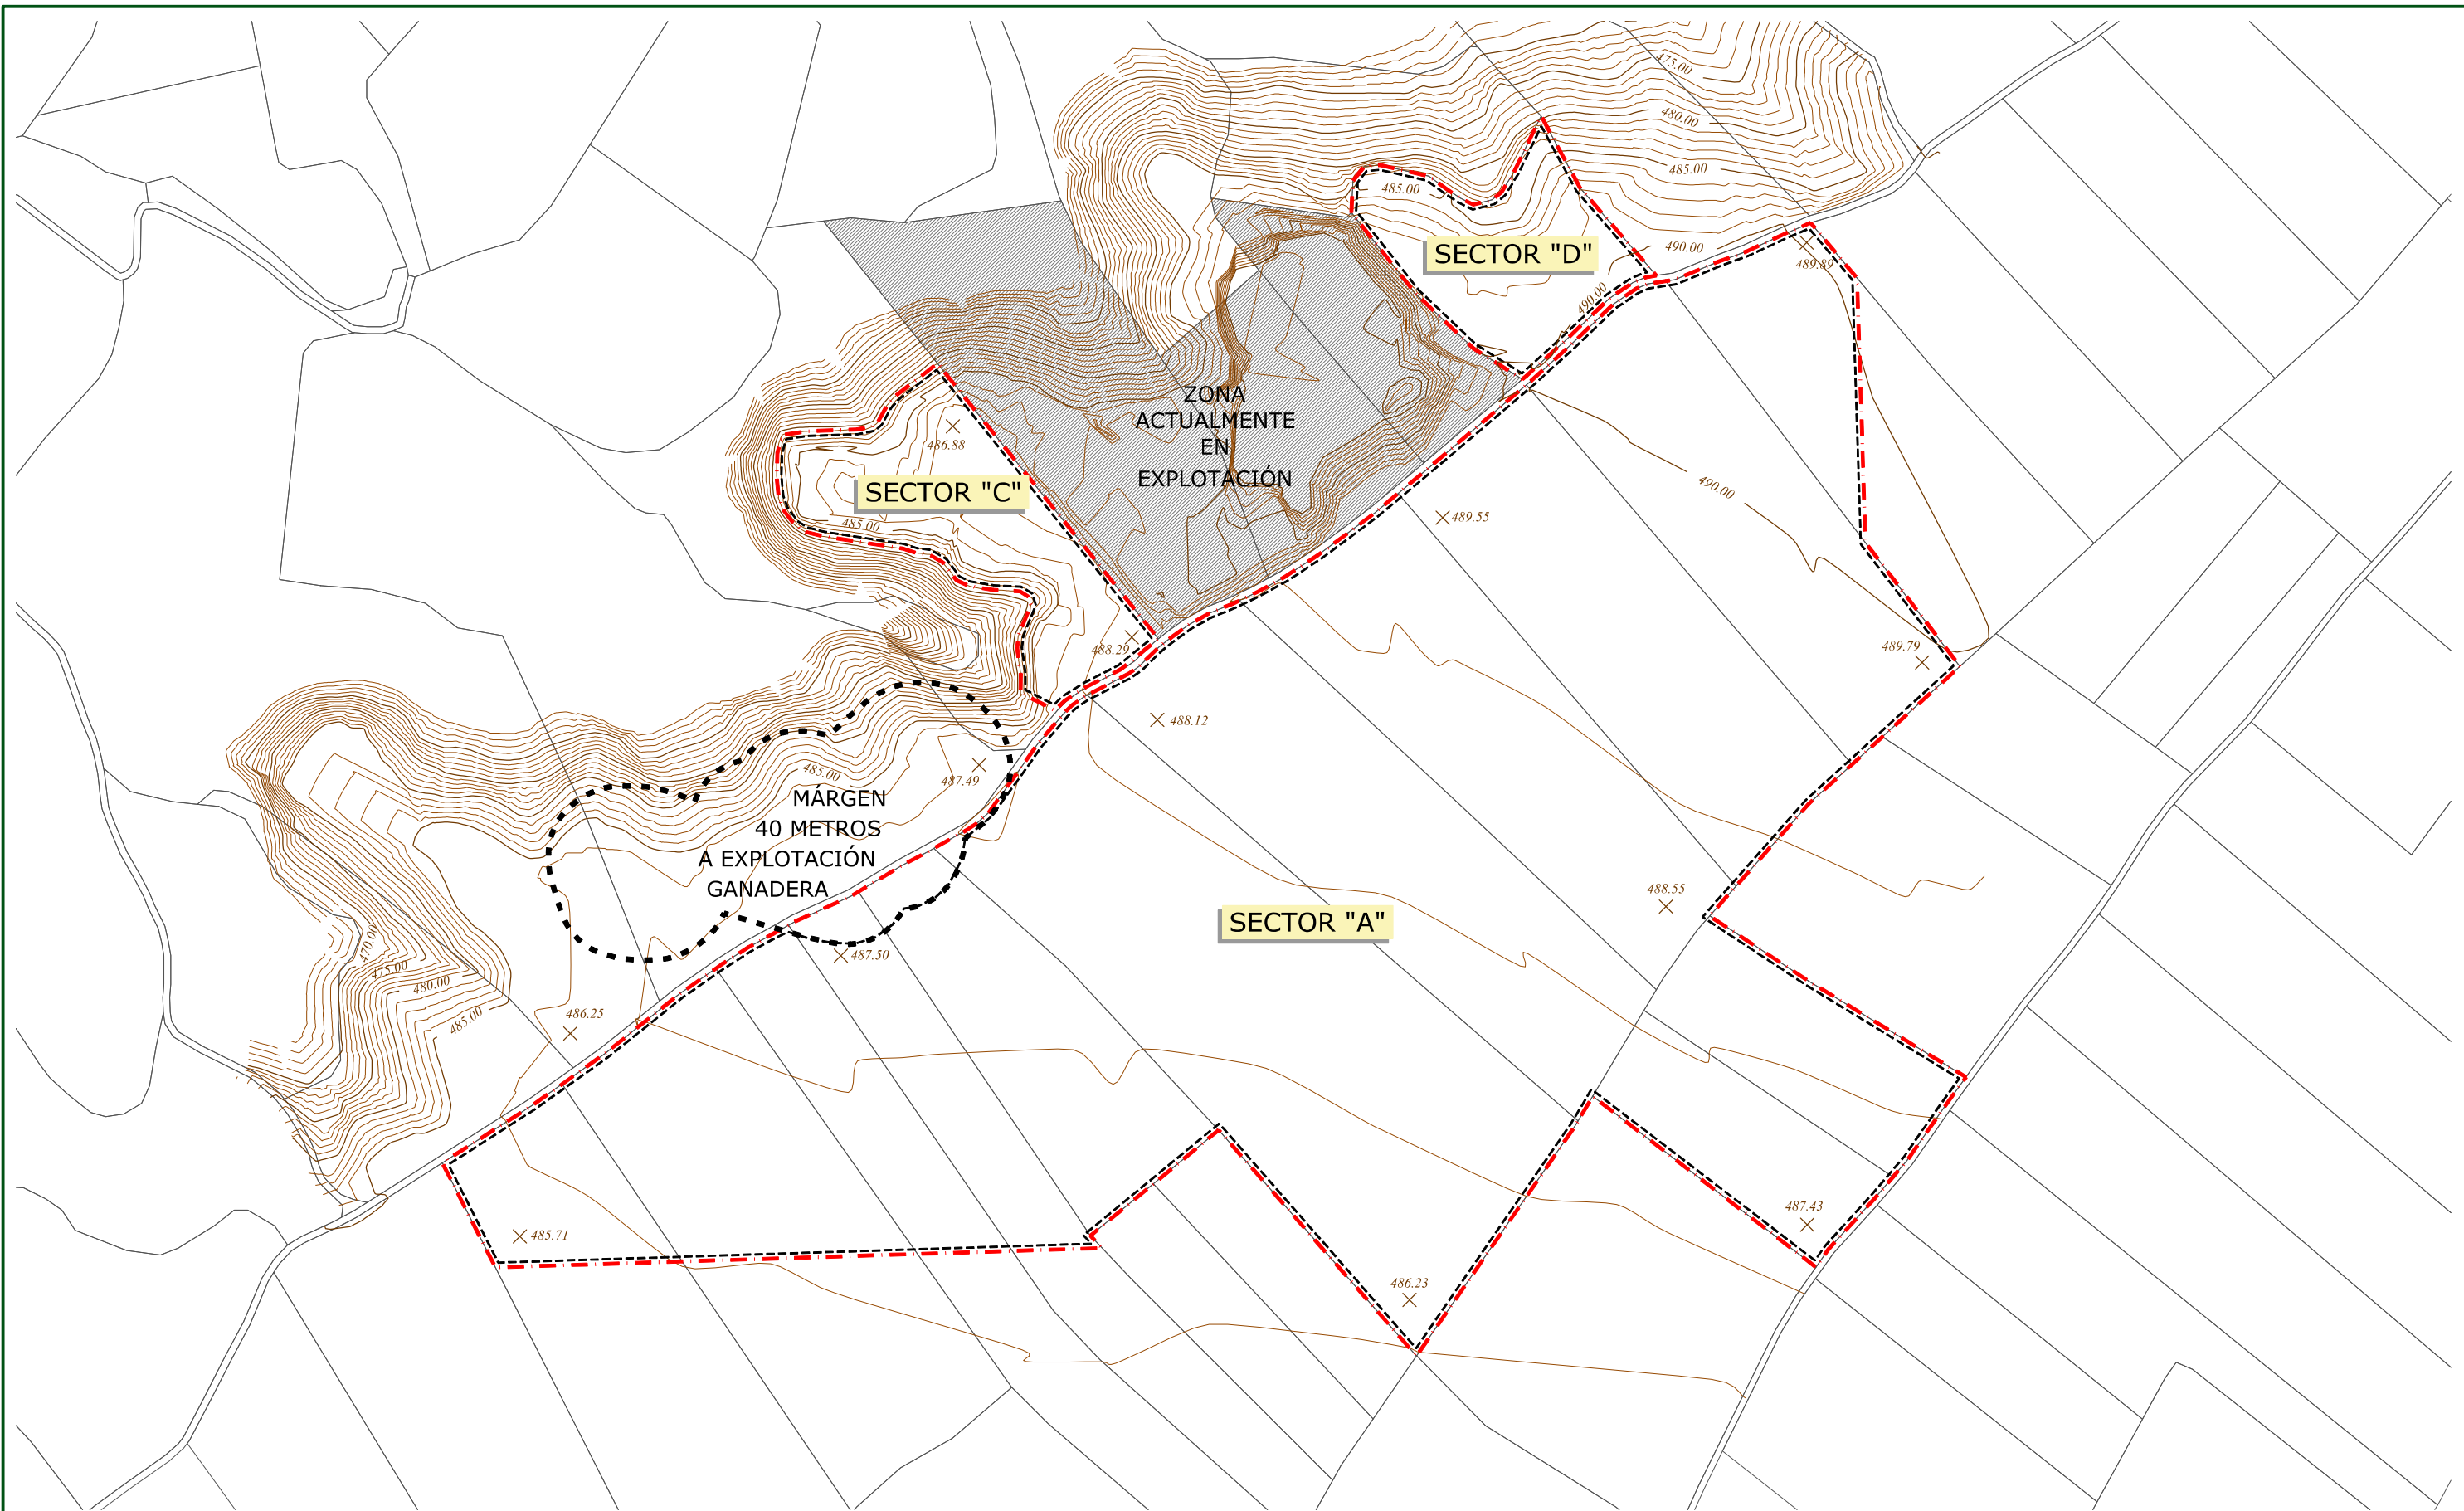 475.00
480.00
485.00
485.00
SECTOR "D"
490.00
489.89
490.00
ZONA
ACTUALMENTE
EN
EXPLOTACIÓN
486.88
SECTOR "C"
485.00
490.00
489.55
488.29
489.79
488.12
487.49
485.00
MÁRGEN
40 METROS
A EXPLOTACIÓN
GANADERA
488.55
SECTOR "A"
487.50
470.00
475.00
480.00
485.00
486.25
487.43
485.71
486.23